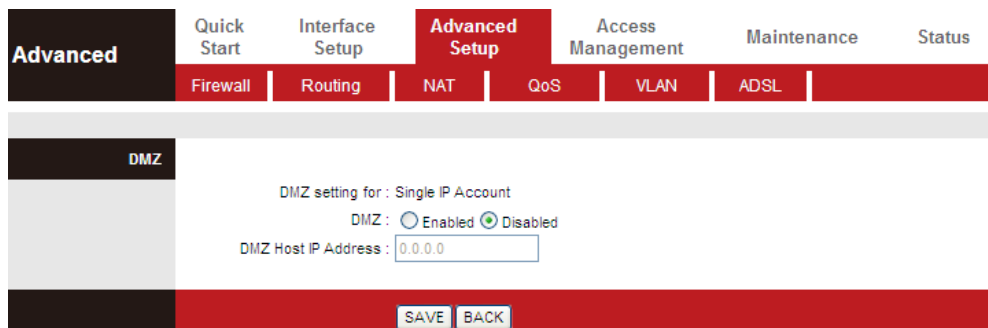 Advanced
Quick Start
Interface Setup
Advanced Setup
Access Management
Maintenance
Status
Firewall
Routing
NAT
QoS
VLAN
ADSL
DMZ
DMZ setting for : Single IP Account
DMZ : Enabled Disabled
DMZ Host IP Address : 0.0.0.0
SAVE BACK